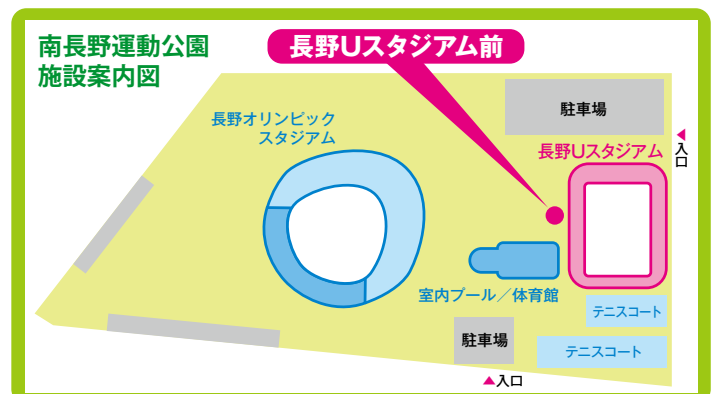 南長野運動公園
施設案内図
長野Uスタジアム前
駐車場
長野オリンピック
スタジアム
長野Uスタジアム
◀入口
室内プール／体育館
テニスコート
駐車場
テニスコート
▲入口